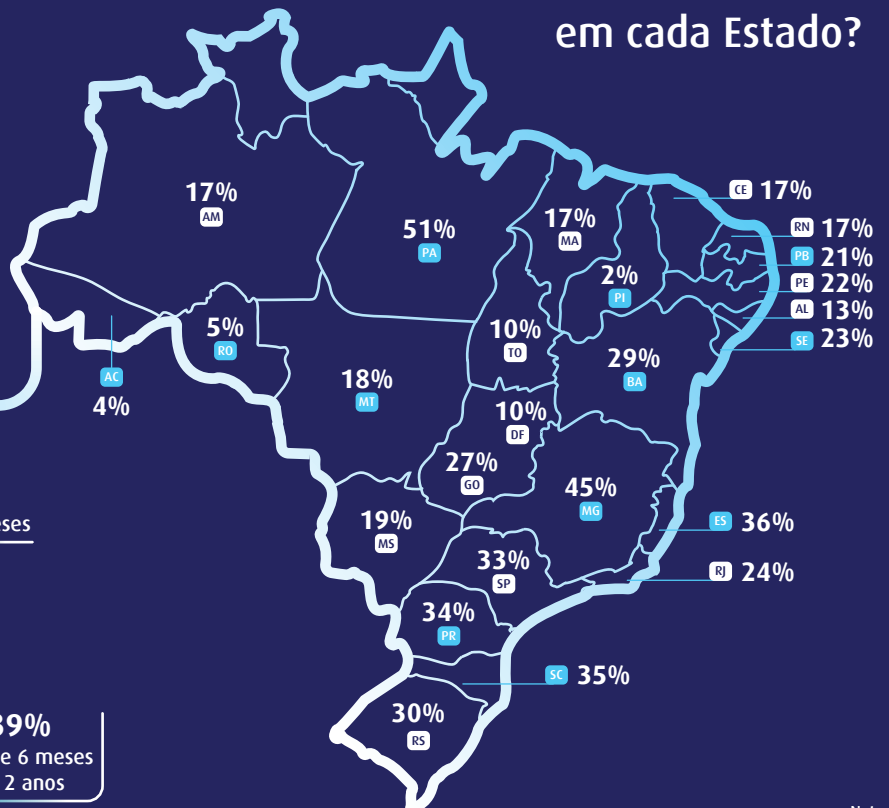 em cada Estado?
17%
AM
51%
PA
17%
MA
2%
PI
CE 17%
RN 17%
PB 21%
PE 22%
AL 13%
SE 23%
5%
RO
AC
4%
18%
MT
10%
TO
29%
BA
10%
DF
27%
GO
45%
MG
ES 36%
RJ 24%
19%
MS
33%
SP
34%
PR
SC 35%
30%
RS
39%
e 6 meses
2 anos